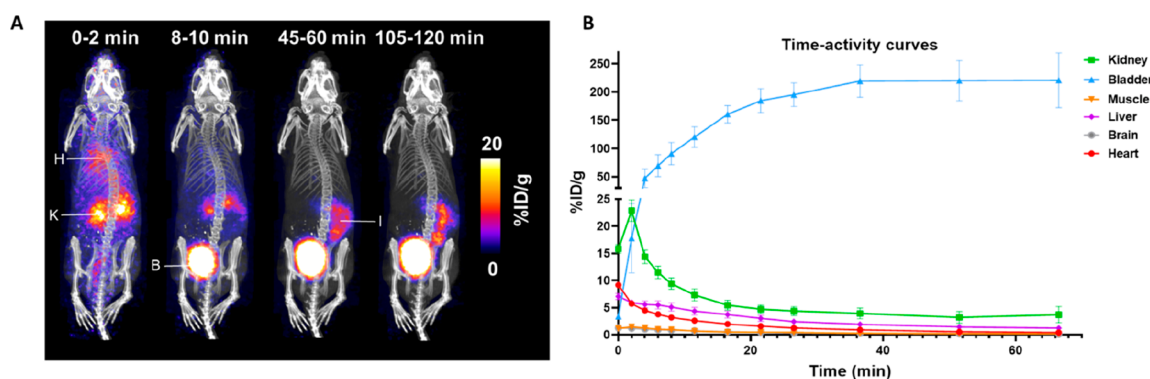 A
0-2 min 8-10 min 45-60 min 105-120 min
H
K
B
I
20
%ID/g
0
B
Time-activity curves
250
200
150
100
50
25
20
15
10
5
0
%ID/g
0 20 40 60
Time (min)
Kidney
Bladder
Muscle
Liver
Brain
Heart